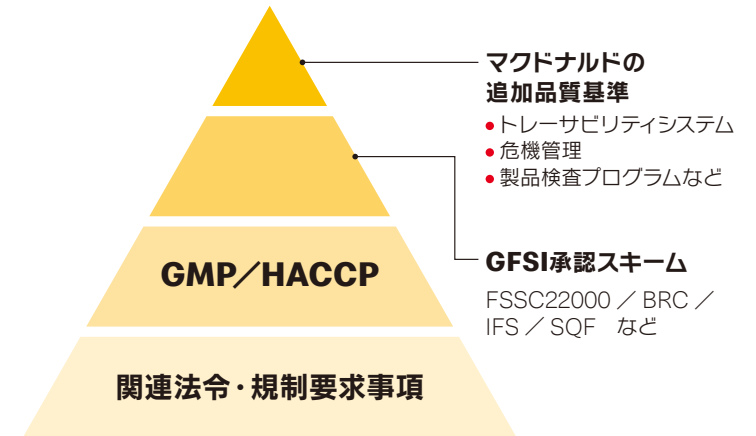 マクドナルドの
追加品質基準
●トレーサビリティシステム
●危機管理
●製品検査プログラムなど
GFSI承認スキーム
FSSC22000 ／ BRC ／
IFS ／ SQF　など
GMP／HACCP
関連法令・規制要求事項